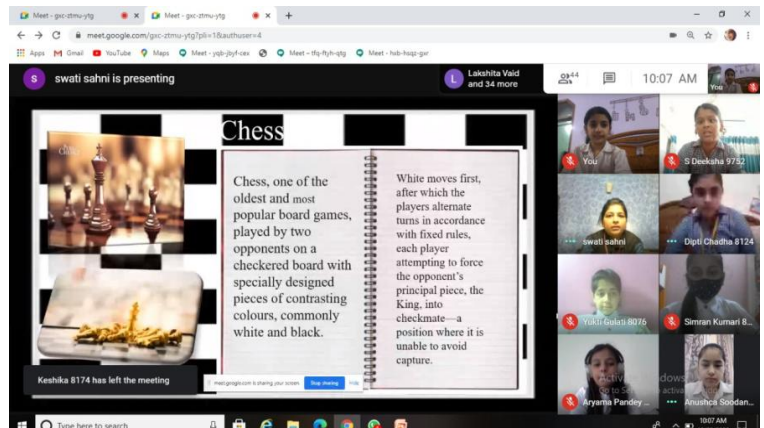 Meet - gxc-ztmu-ytg
Meet - gxc-ztmu-ytg
meet.google.com/gxc-ztmu-ytg?pli=1&authuser=4
Apps
Gmail
YouTube
Maps
Meet - yqb-jbyf-cex
Meet - tfq-ftyh-qtg
Meet - hxb-hsqz-gxr
S
swati sahni is presenting
L
Lakshita Vaid
and 34 more
44
10:07 AM
You
Chess
Chess, one of the
oldest and most
popular board games,
played by two
opponents on a
checkered board with
specially designed
pieces of contrasting
colours, commonly
white and black.
White moves first,
after which the
players alternate
turns in accordance
with fixed rules,
each player
attempting to force
the opponent's
principal piece, the
King, into
checkmate—a
position where it is
unable to avoid
capture.
You
S Deeksha 9752
swati sahni
Dipti Chadha 8124
Yukti Gulati 8076
Simran Kumari 8...
Aryama Pandey ...
Anushca Soodan...
Keshika 8174 has left the meeting
meet.google.com is sharing your screen.
Stop sharing
Hide
Type here to search
10:07 AM